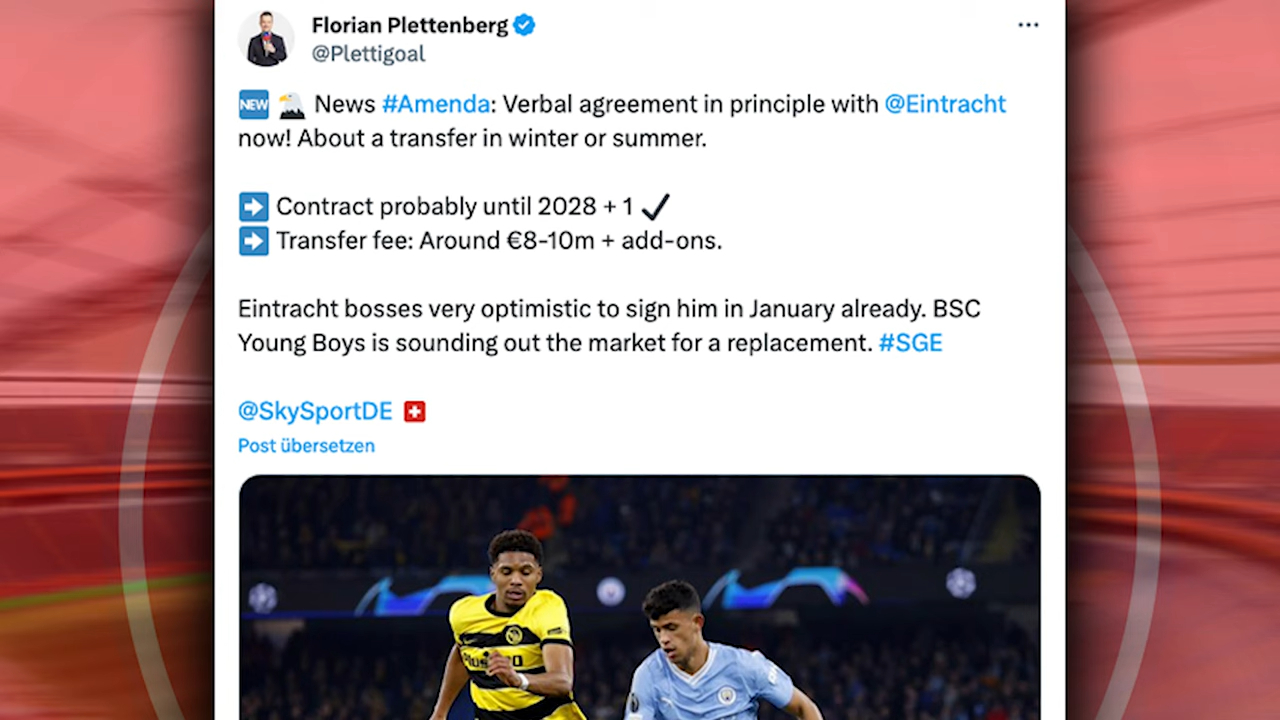 Florian Plettenberg
@Plettigoal
NEW News #Amenda: Verbal agreement in principle with @Eintracht
now! About a transfer in winter or summer.
Contract probably until 2028 + 1
Transfer fee: Around €8-10m + add-ons.
Eintracht bosses very optimistic to sign him in January already. BSC
Young Boys is sounding out the market for a replacement. #SGE
@SkySportDE
Post übersetzen